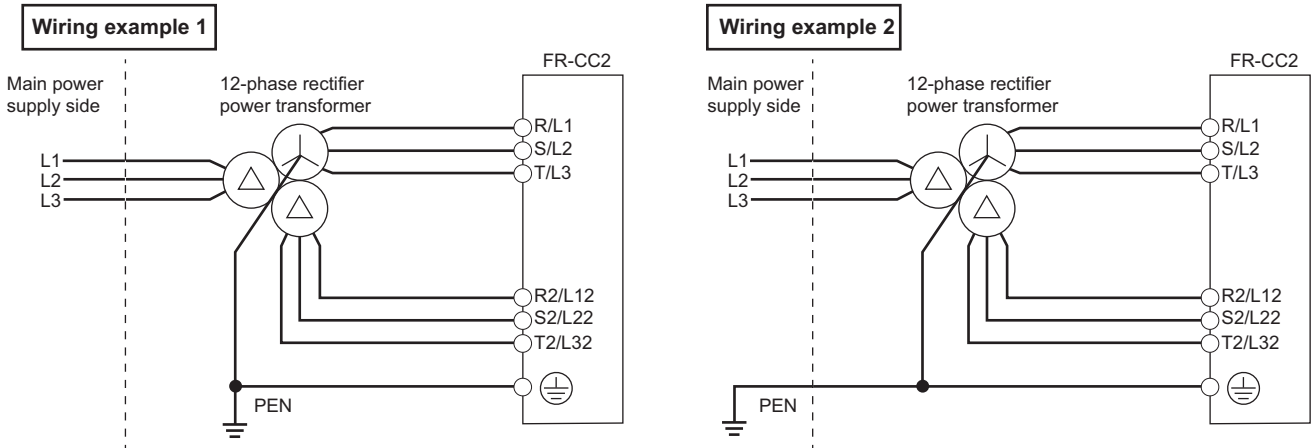 Wiring example 1
FR-CC2
Main power
supply side
12-phase rectifier
power transformer
L1
L2
L3
R/L1
S/L2
T/L3
R2/L12
S2/L22
T2/L32
PEN
Wiring example 2
FR-CC2
Main power
supply side
12-phase rectifier
power transformer
L1
L2
L3
R/L1
S/L2
T/L3
R2/L12
S2/L22
T2/L32
PEN